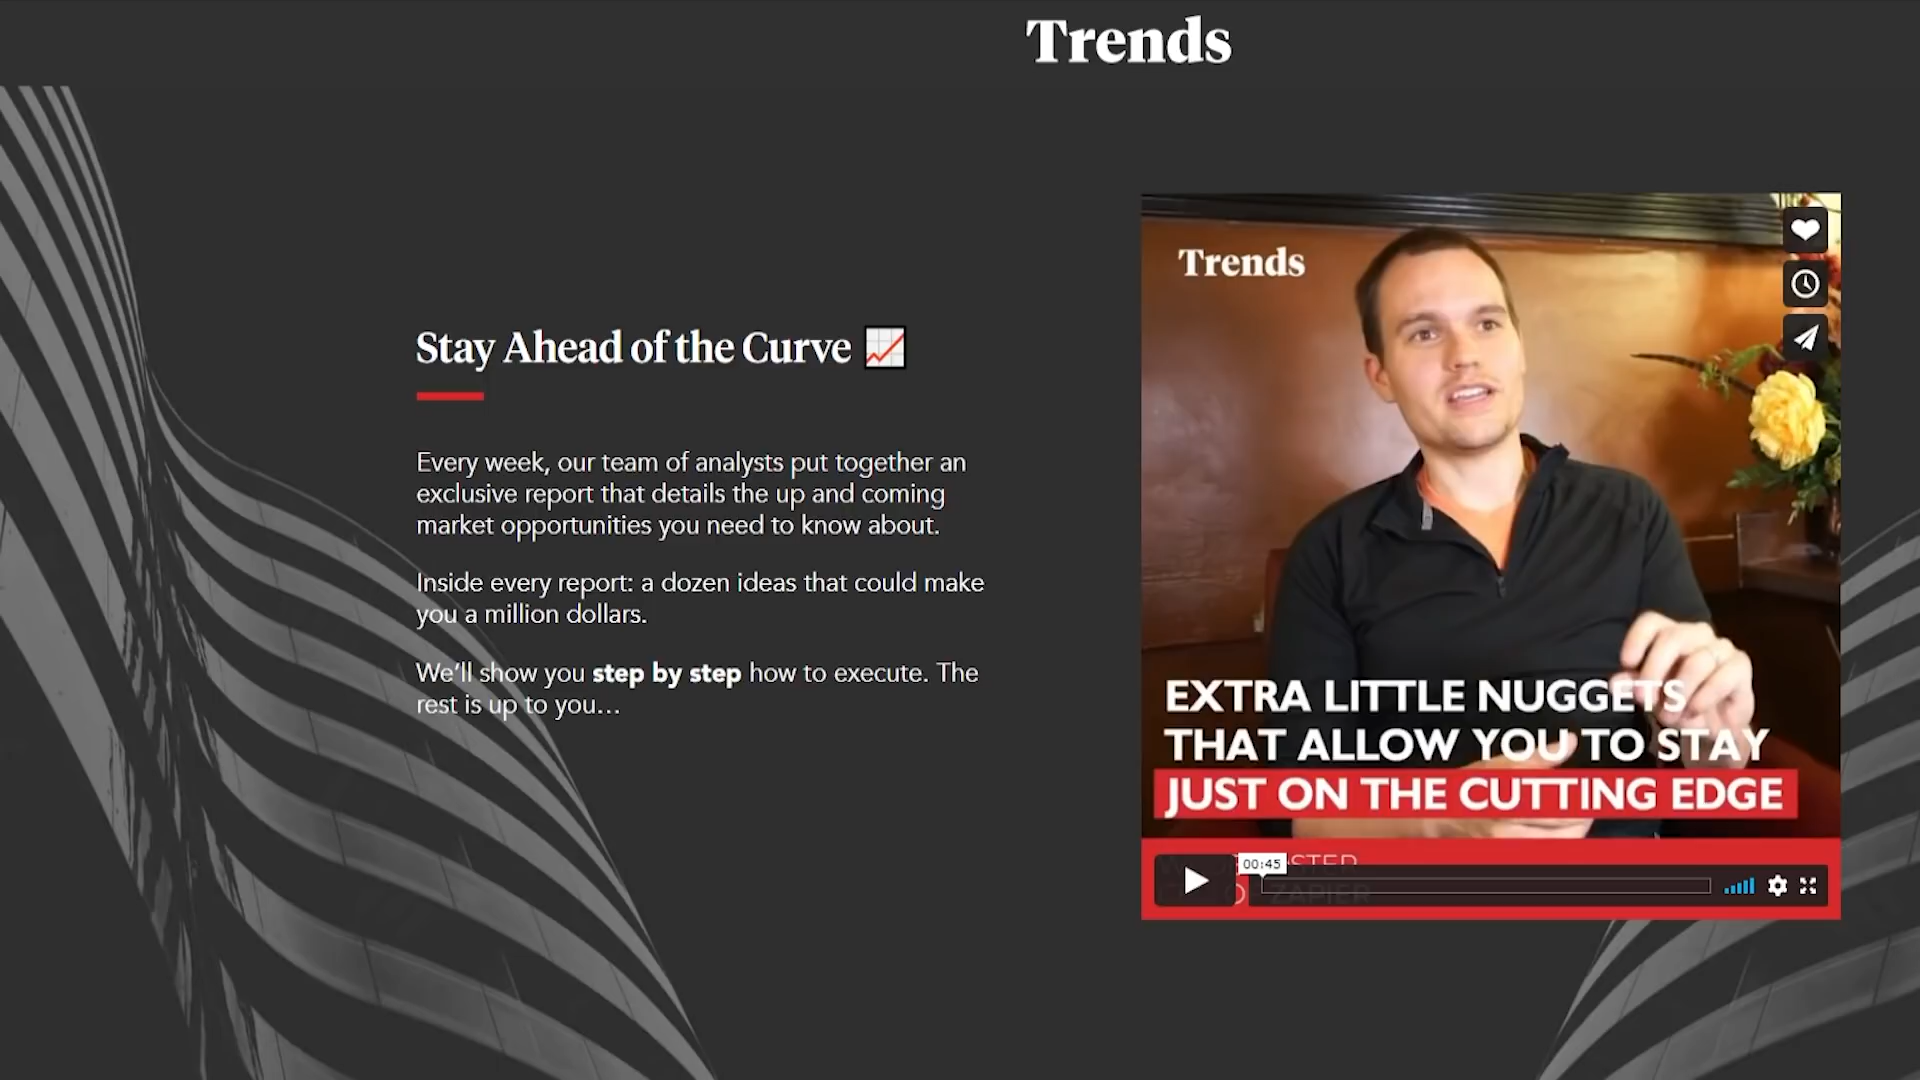 Trends
Stay Ahead of the Curve
Every week, our team of analysts put together an
exclusive report that details the up and coming
market opportunities you need to know about.
Inside every report: a dozen ideas that could make
you a million dollars.
We'll show you step by step how to execute. The
rest is up to you...
Trends
EXTRA LITTLE NUGGETS
THAT ALLOW YOU TO STAY
JUST ON THE CUTTING EDGE
00:45
ZAPIER